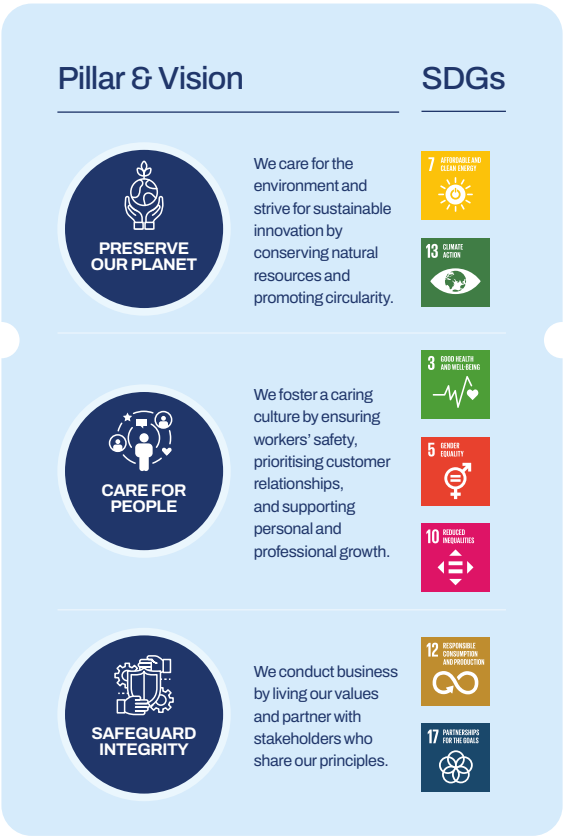 Pillar & Vision
SDGs
PRESERVE
OUR PLANET
We care for the
environment and
strive for sustainable
innovation by
conserving natural
resources and
promoting circularity.
7 AFFORDABLE AND
CLEAN ENERGY
13 CLIMATE
ACTION
CARE FOR
PEOPLE
We foster a caring
culture by ensuring
workers’ safety,
prioritising customer
relationships,
and supporting
personal and
professional growth.
3 GOOD HEALTH
AND WELL-BEING
5 GENDER
EQUALITY
10 REDUCED
INEQUALITIES
SAFEGUARD
INTEGRITY
We conduct business
by living our values
and partner with
stakeholders who
share our principles.
12 RESPONSIBLE
CONSUMPTION
AND PRODUCTION
17 PARTNERSHIPS
FOR THE GOALS